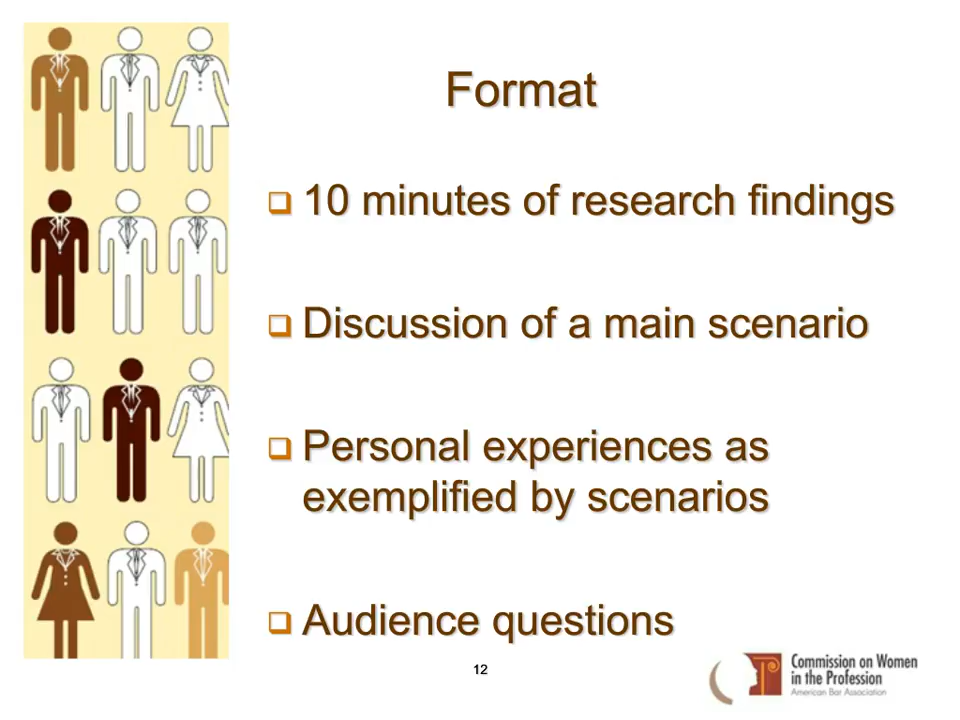 Format
10 minutes of research findings
Discussion of a main scenario
Personal experiences as
exemplified by scenarios
Audience questions
12
Commission on Women
in the Profession
American Bar Association